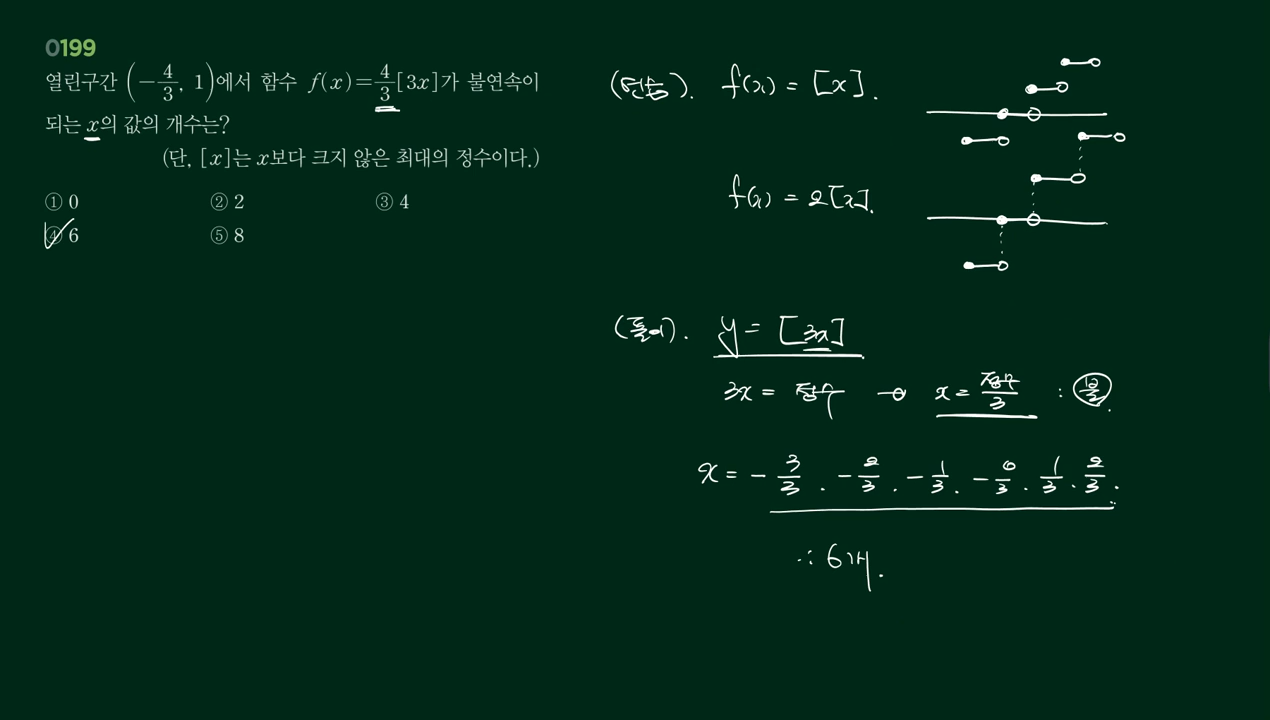 0199
열린구간 (-4/3, 1)에서 함수 f(x)=4/3[3x]가 불연속이
되는 x의 값의 개수는?
(단, [x]는 x보다 크지 않은 최대의 정수이다.)
① 0 ② 2 ③ 4
④ 6 ⑤ 8
(연습). f(x) = [x].
f(x) = 2[x].
(풀이). y = [3x]
3x = 정수 → x = 정수/3 : 불.
x = -3/3. -2/3. -1/3. -0/3. 1/3. 2/3.
∴ 6개.